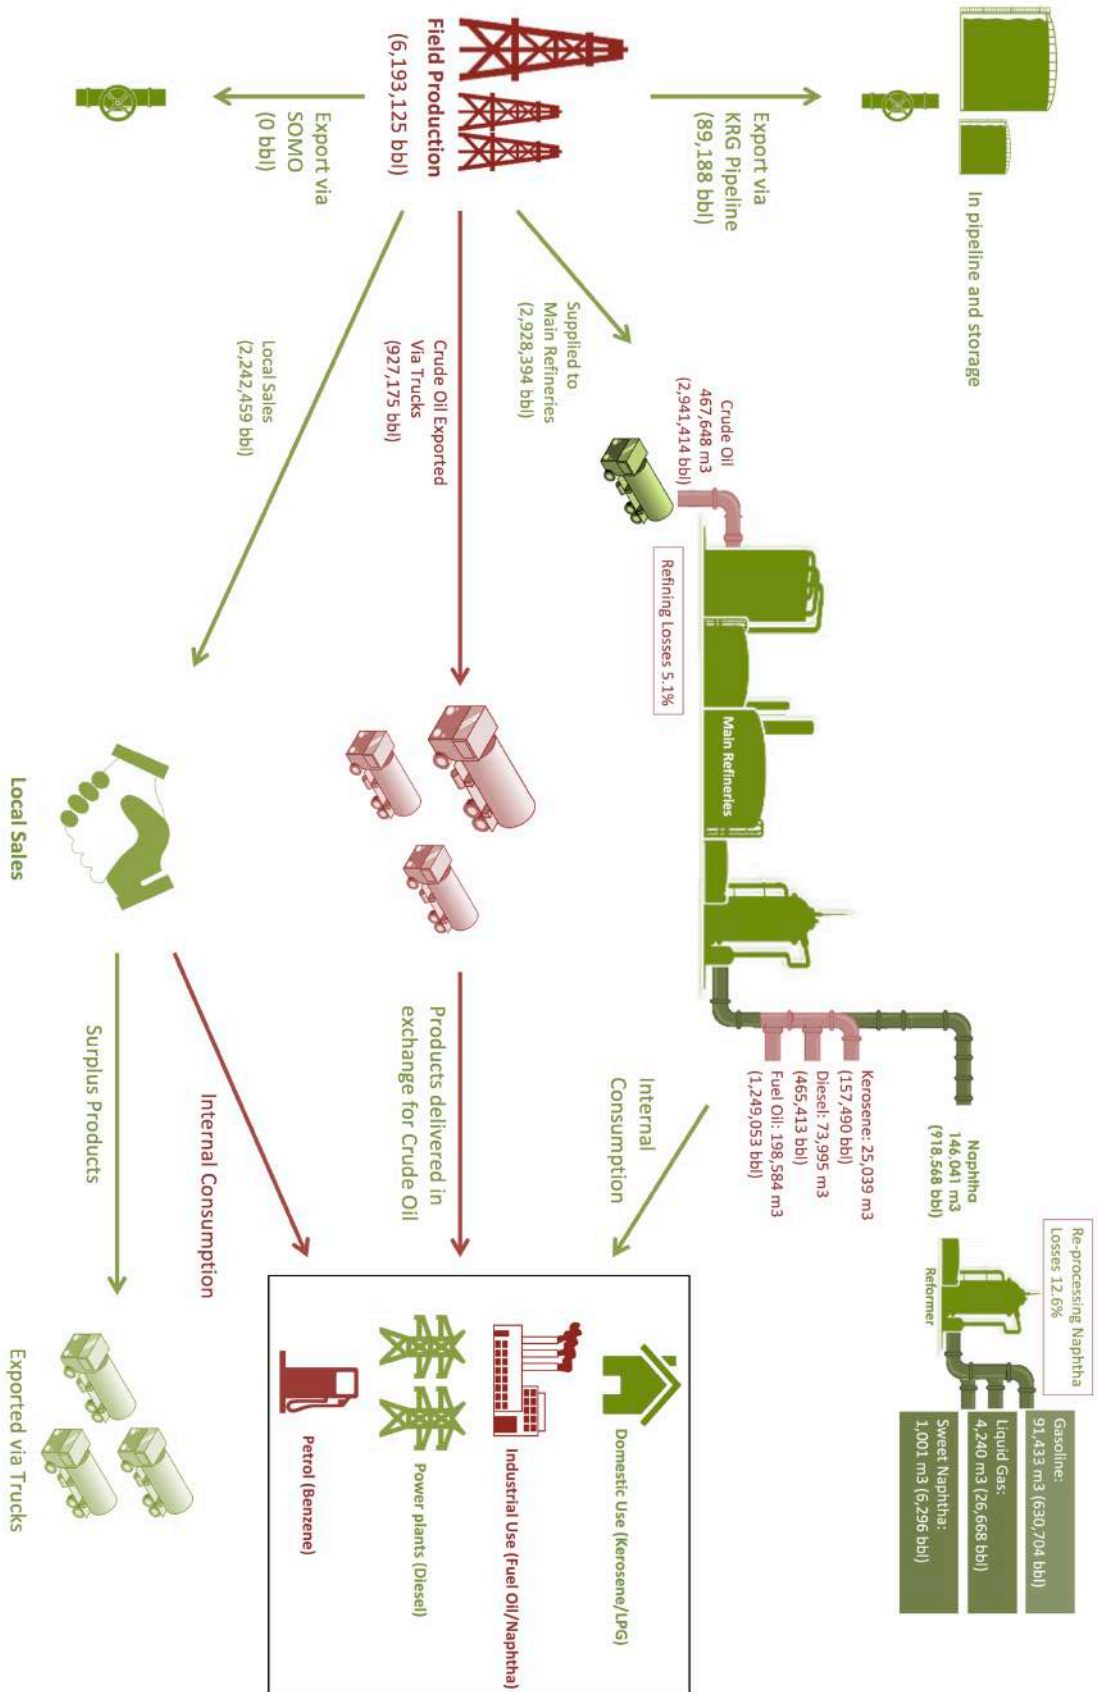 In pipeline and storage
Export via
KRG Pipeline
(89,188 bbl)
Field Production
(6,193,125 bbl)
Export via
SOMO
(0 bbl)
Supplied to
Main Refineries
(2,928,394 bbl)
Crude Oil Exported
Via Trucks
(927,175 bbl)
Local Sales
(2,242,459 bbl)
Crude Oil
467,648 m3
(2,941,414 bbl)
Refining Losses 5.1%
Main Refineries
Naphtha
146,041 m3
(918,568 bbl)
Kerosene: 25,039 m3
(157,490 bbl)
Diesel: 73,995 m3
(465,413 bbl)
Fuel Oil: 198,584 m3
(1,249,053 bbl)
Re-processing Naphtha
Losses 12.6%
Reformer
Gasoline:
91,433 m3 (630,704 bbl)
Liquid Gas:
4,240 m3 (26,668 bbl)
Sweet Naphtha:
1,001 m3 (6,296 bbl)
Internal
Consumption
Products delivered in
exchange for Crude Oil
Local Sales
Internal Consumption
Surplus Products
Domestic Use (Kerosene/LPG)
Industrial Use (Fuel Oil/Naphtha)
Power plants (Diesel)
Petrol (Benzene)
Exported via Trucks